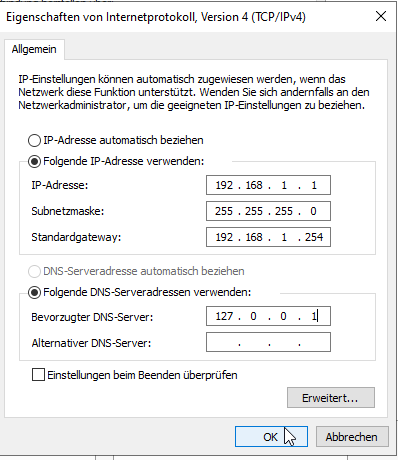 Eigenschaften von Internetprotokoll, Version 4 (TCP/IPv4)
Allgemein
IP-Einstellungen können automatisch zugewiesen werden, wenn das
Netzwerk diese Funktion unterstützt. Wenden Sie sich andernfalls an den
Netzwerkadministrator, um die geeigneten IP-Einstellungen zu beziehen.
IP-Adresse automatisch beziehen
Folgende IP-Adresse verwenden:
IP-Adresse: 192 . 168 . 1 . 1
Subnetzmaske: 255 . 255 . 255 . 0
Standardgateway: 192 . 168 . 1 . 254
DNS-Serveradresse automatisch beziehen
Folgende DNS-Serveradressen verwenden:
Bevorzugter DNS-Server: 127 . 0 . 0 . 1
Alternativer DNS-Server: . . .
Einstellungen beim Beenden überprüfen
Erweitert...
OK Abbrechen